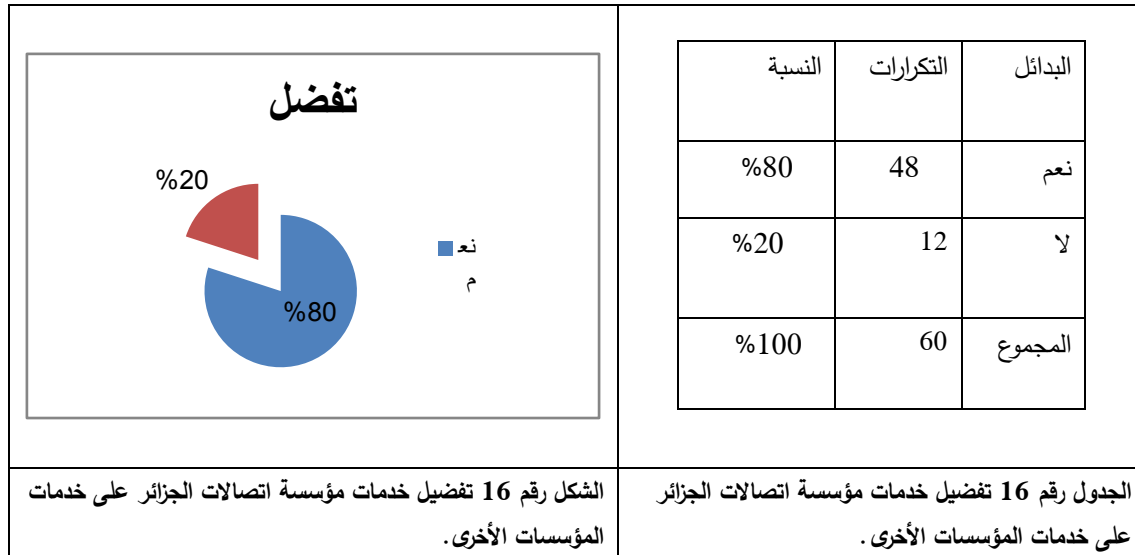 البدائل التكرارات النسبة
نعم 48 %80
لا 12 %20
المجموع 60 %100
الجدول رقم 16 تفضيل خدمات مؤسسة اتصالات الجزائر
على خدمات المؤسسات الأخرى.
تفضل
%20
%80
نع
م
الشكل رقم 16 تفضيل خدمات مؤسسة اتصالات الجزائر على خدمات
المؤسسات الأخرى.